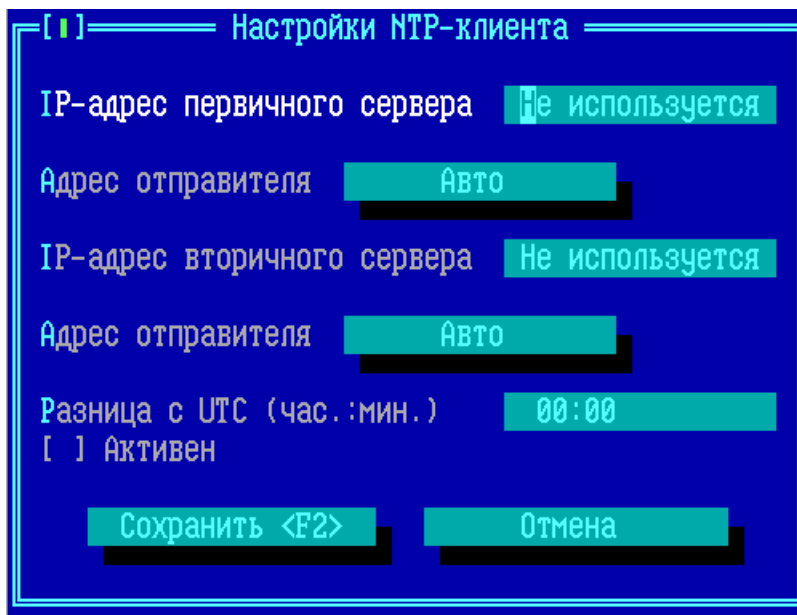 [▮] Настройки NTP-клиента
IP-адрес первичного сервера Не используется
Адрес отправителя Авто
IP-адрес вторичного сервера Не используется
Адрес отправителя Авто
Разница с UTC (час.:мин.) 00:00
[ ] Активен
Сохранить <F2> Отмена